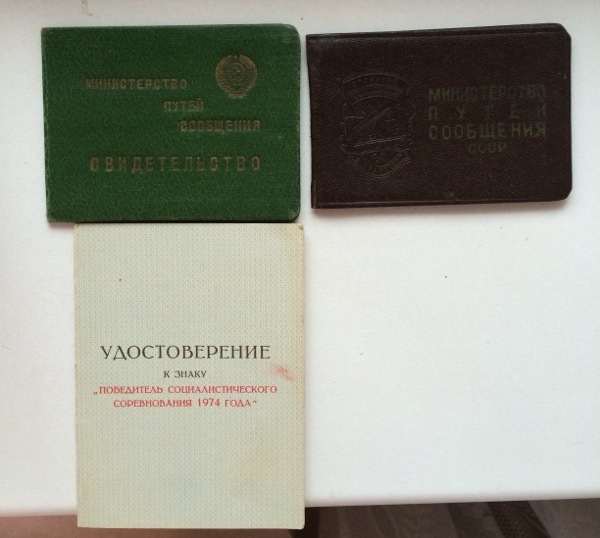 МИНИСТЕРСТВО
ПУТЕЙ
СООБЩЕНИЯ
СВИДЕТЕЛЬСТВО
МИНИСТЕРСТВО
ПУТЕЙ
СООБЩЕНИЯ
СССР
УДОСТОВЕРЕНИЕ
К ЗНАКУ
„ПОБЕДИТЕЛЬ СОЦИАЛИСТИЧЕСКОГО
СОРЕВНОВАНИЯ 1974 ГОДА“